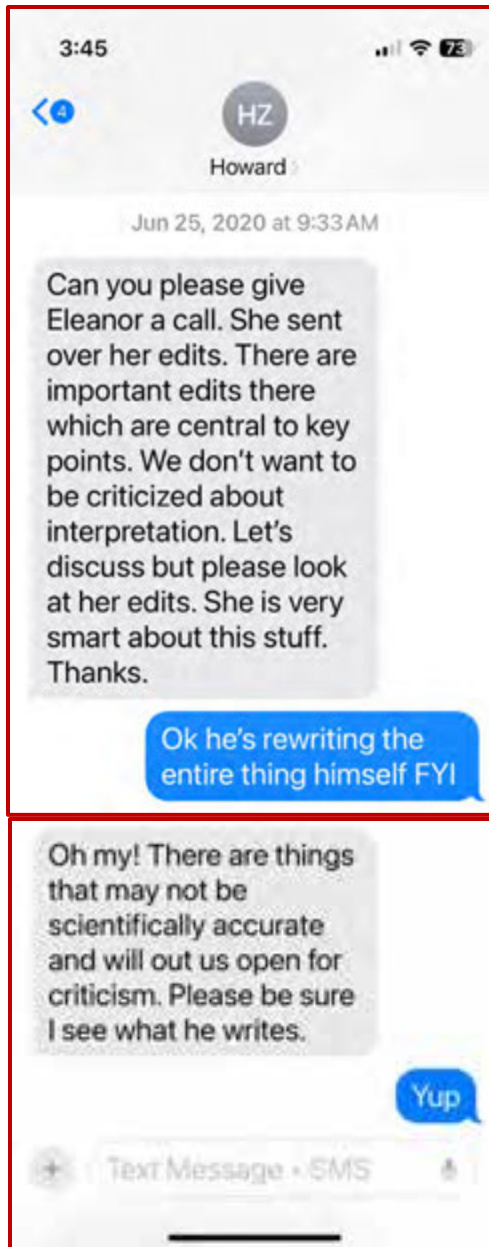 3:45
73
4
HZ
Howard
Jun 25, 2020 at 9:33 AM
Can you please give
Eleanor a call. She sent
over her edits. There are
important edits there
which are central to key
points. We don't want to
be criticized about
interpretation. Let's
discuss but please look
at her edits. She is very
smart about this stuff.
Thanks.
Ok he's rewriting the
entire thing himself FYI
Oh my! There are things
that may not be
scientifically accurate
and will out us open for
criticism. Please be sure
I see what he writes.
Yup
Text Message • SMS